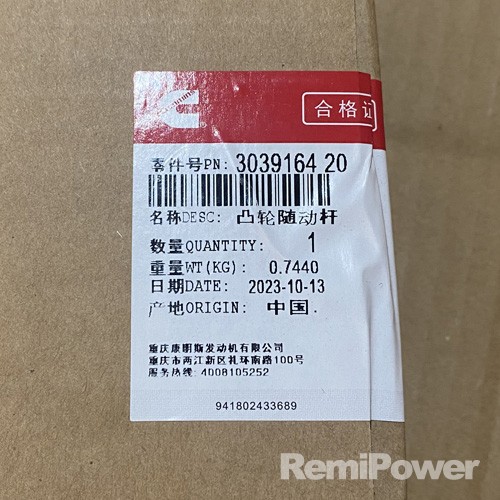 cummins
合格证
零件号PN: 3039164 20
名称DESC: 凸轮随动杆
数量QUANTITY: 1
重量WT(KG): 0.7440
日期DATE: 2023-10-13
产地ORIGIN: 中国.
重庆康明斯发动机有限公司
重庆市两江新区礼环南路100号
服务热线: 4008105252
941802433689
RemiPower